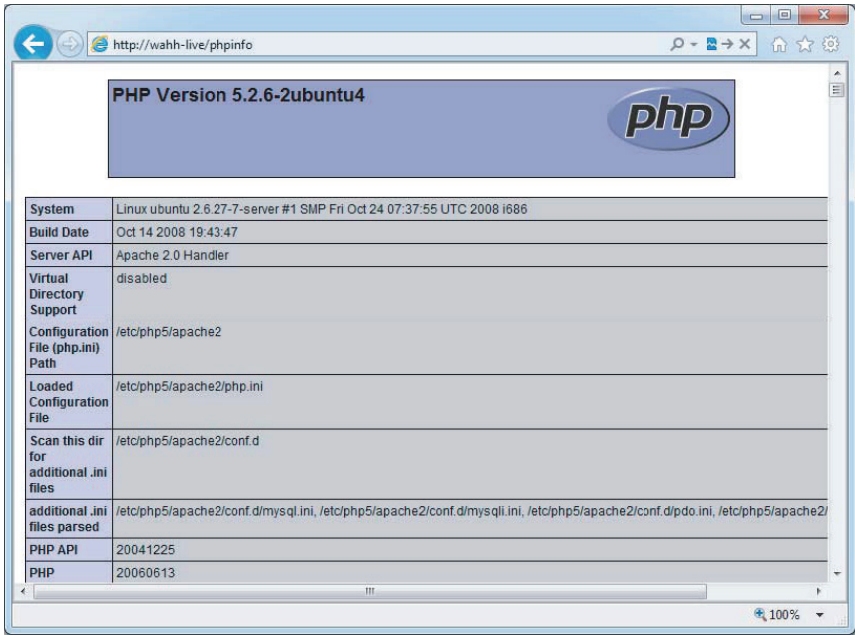 http://wahh-live/phpinfo
PHP Version 5.2.6-2ubuntu4
php
System Linux ubuntu 2.6.27-7-server #1 SMP Fri Oct 24 07:37:55 UTC 2008 i686
Build Date Oct 14 2008 19:43:47
Server API Apache 2.0 Handler
Virtual disabled
Directory
Support
Configuration /etc/php5/apache2
File (php.ini)
Path
Loaded /etc/php5/apache2/php.ini
Configuration
File
Scan this dir /etc/php5/apache2/conf.d
for
additional .ini
files
additional .ini /etc/php5/apache2/conf.d/mysql.ini, /etc/php5/apache2/conf.d/mysqli.ini, /etc/php5/apache2/conf.d/pdo.ini, /etc/php5/apache2/
files parsed
PHP API 20041225
PHP 20060613
100%